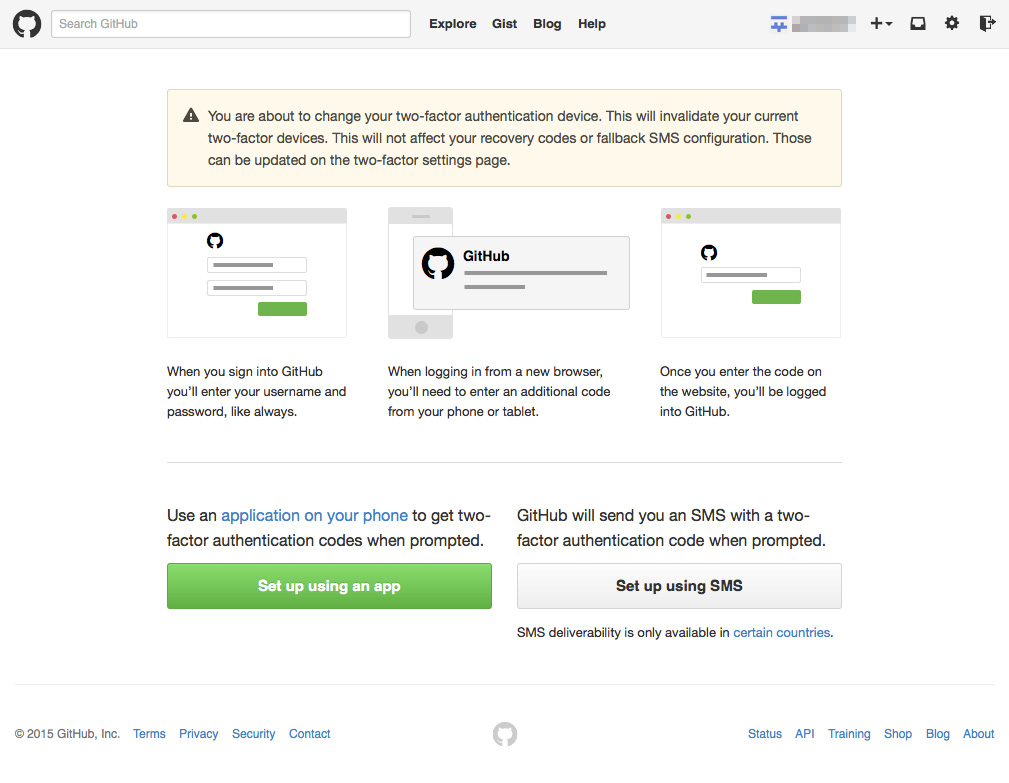 Search GitHub
Explore Gist Blog Help
You are about to change your two-factor authentication device. This will invalidate your current
two-factor devices. This will not affect your recovery codes or fallback SMS configuration. Those
can be updated on the two-factor settings page.
GitHub
When you sign into GitHub
you’ll enter your username and
password, like always.
When logging in from a new browser,
you’ll need to enter an additional code
from your phone or tablet.
Once you enter the code on
the website, you’ll be logged
into GitHub.
Use an application on your phone to get two-
factor authentication codes when prompted.
Set up using an app
GitHub will send you an SMS with a two-
factor authentication code when prompted.
Set up using SMS
SMS deliverability is only available in certain countries.
© 2015 GitHub, Inc. Terms Privacy Security Contact
Status API Training Shop Blog About